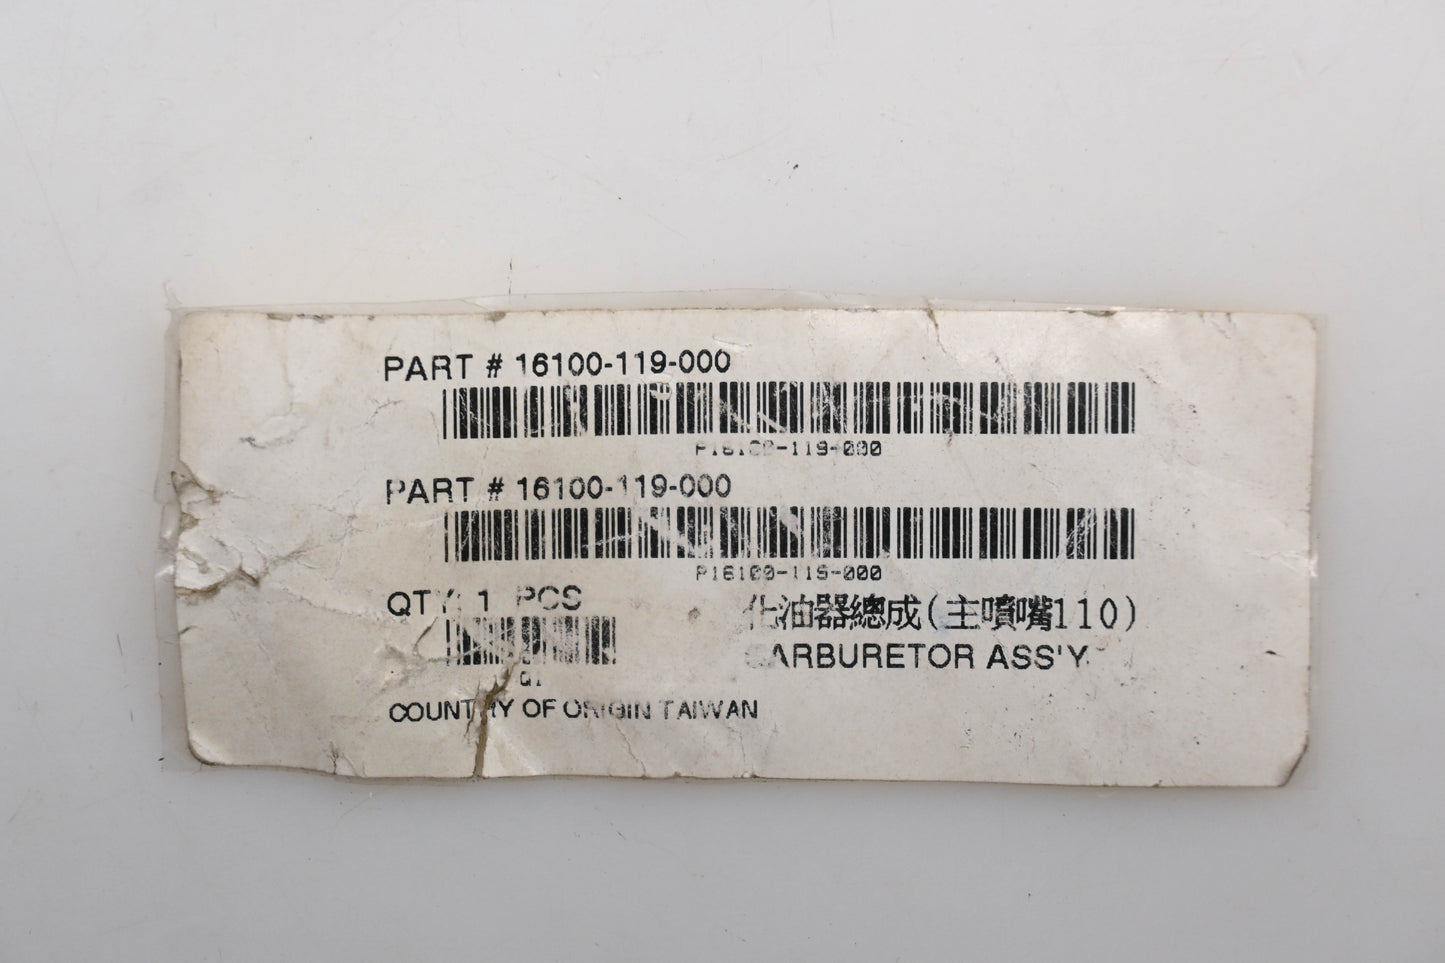 PART # 16100-119-000
P16100-119-000
PART # 16100-119-000
P16100-119-000
QTY: 1 PCS
化油器總成(主噴嘴110)
CARBURETOR ASS'Y
Q1
COUNTRY OF ORIGIN TAIWAN